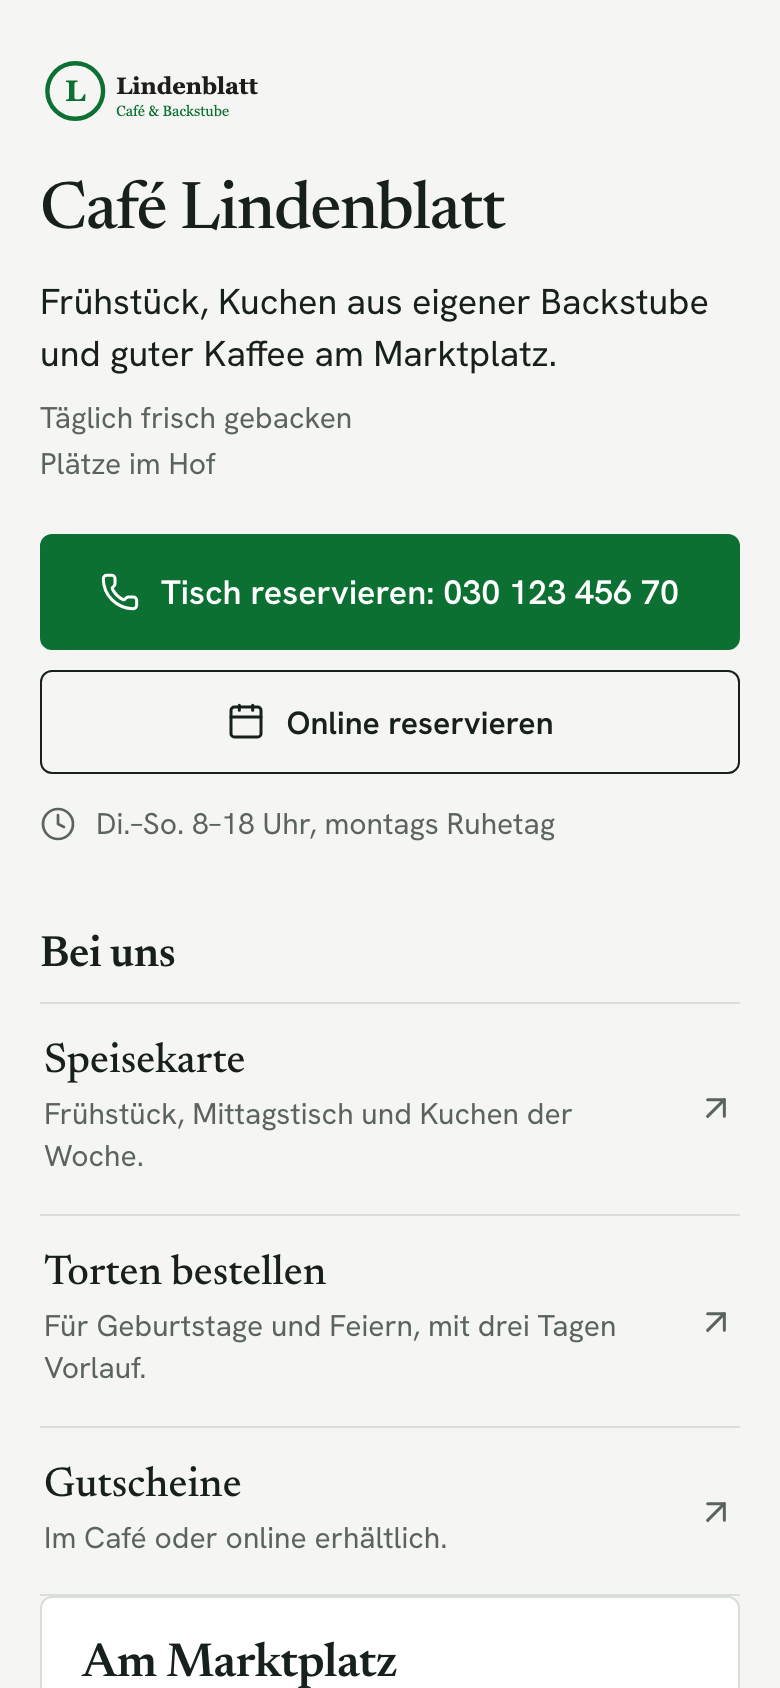 L
Lindenblatt
Café & Backstube
Café Lindenblatt
Frühstück, Kuchen aus eigener Backstube
und guter Kaffee am Marktplatz.
Täglich frisch gebacken
Plätze im Hof
Tisch reservieren: 030 123 456 70
Online reservieren
Di.–So. 8–18 Uhr, montags Ruhetag
Bei uns
Speisekarte
Frühstück, Mittagstisch und Kuchen der
Woche.
Torten bestellen
Für Geburtstage und Feiern, mit drei Tagen
Vorlauf.
Gutscheine
Im Café oder online erhältlich.
Am Marktplatz